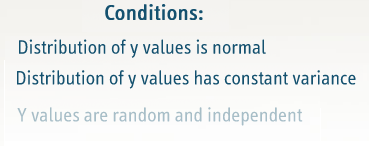 Conditions:
Distribution of y values is normal
Distribution of y values has constant variance
Y values are random and independent